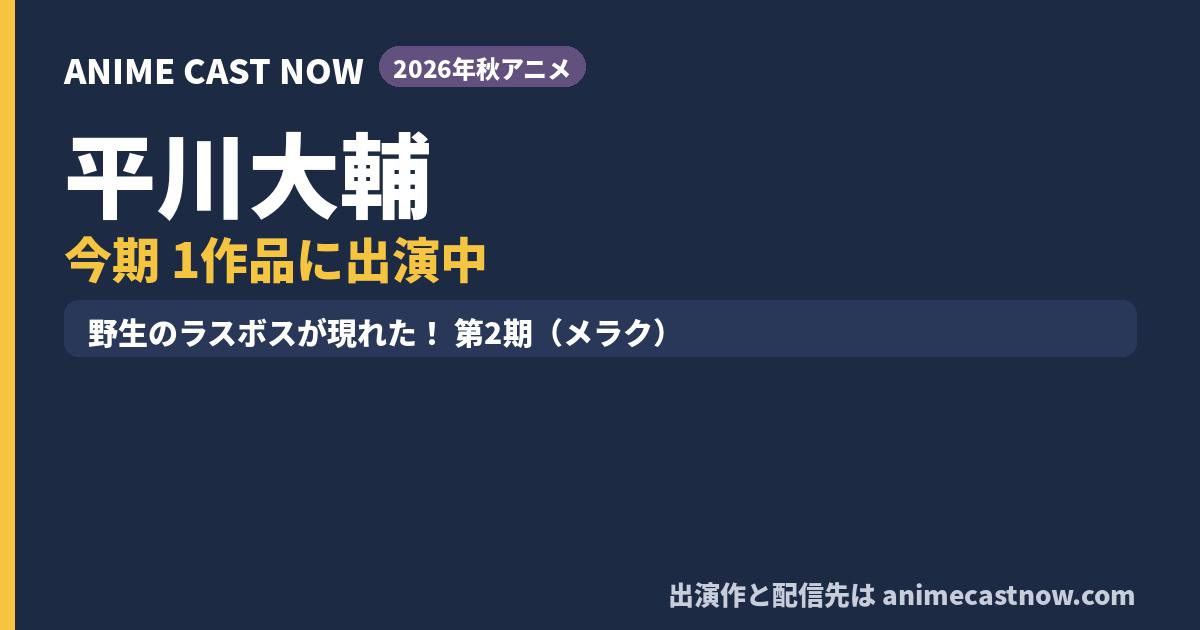 ANIME CAST NOW 2026年秋アニメ
平川大輔
今期 1作品に出演中
野生のラスボスが現れた！ 第2期（メラク）
出演作と配信先は animecastnow.com